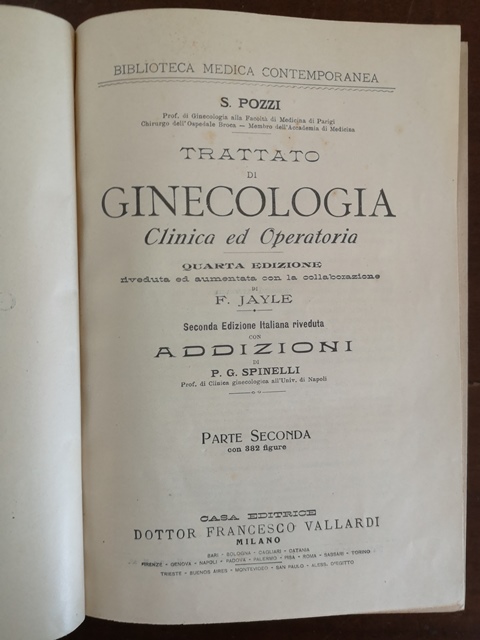 BIBLIOTECA MEDICA CONTEMPORANEA
S. POZZI
Prof. di Ginecologia alla Facoltà di Medicina di Parigi
Chirurgo dell'Ospedale Broca — Membro dell'Accademia di Medicina
TRATTATO
DI
GINECOLOGIA
Clinica ed Operatoria
QUARTA EDIZIONE
riveduta ed aumentata con la collaborazione
DI
F. JAYLE
Seconda Edizione Italiana riveduta
CON
ADDIZIONI
DI
P. G. SPINELLI
Prof. di Clinica ginecologica all'Univ. di Napoli
PARTE SECONDA
con 382 figure
CASA EDITRICE
DOTTOR FRANCESCO VALLARDI
MILANO
BARI - BOLOGNA - CAGLIARI - CATANIA
FIRENZE - GENOVA - NAPOLI - PADOVA - PALERMO - PISA - ROMA - SASSARI - TORINO
TRIESTE - BUENOS AIRES - MONTEVIDEO - SAN PAULO - ALESS. D'EGITTO